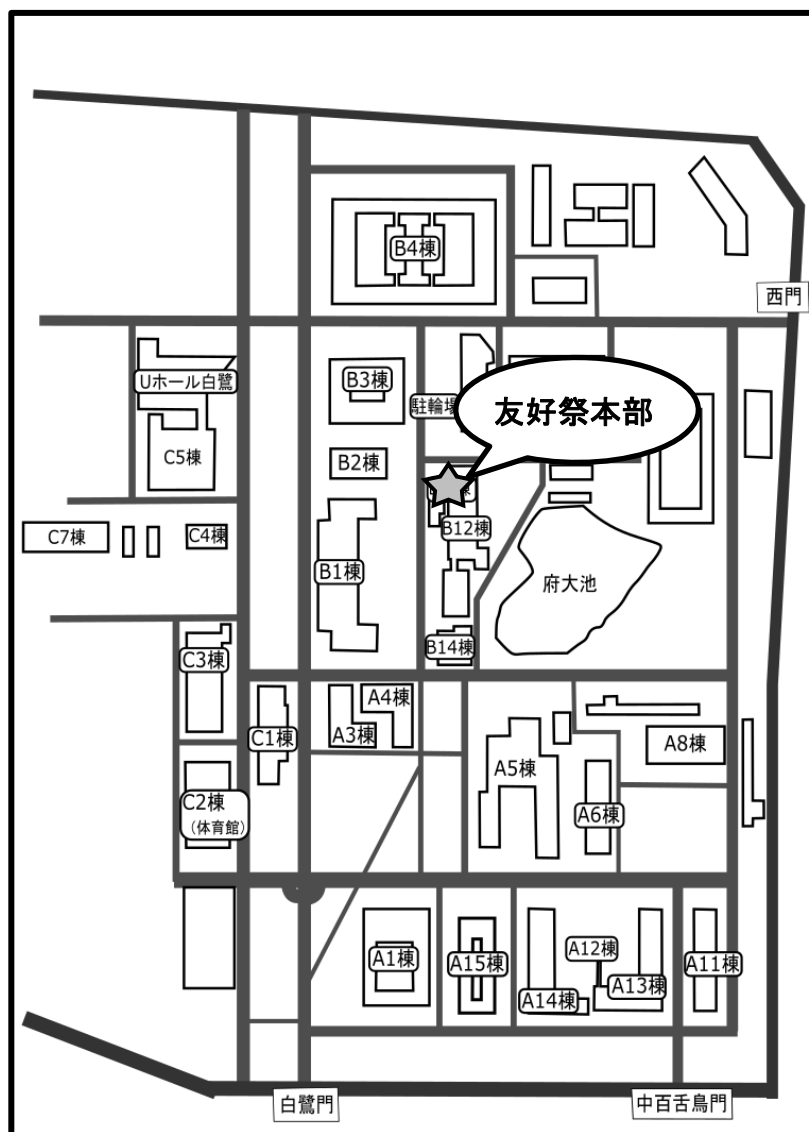 B4棟
西門
Uホール白鷺
B3棟
駐輪場
友好祭本部
C5棟
B2棟
C7棟
C4棟
B12棟
B1棟
府大池
B14棟
C3棟
A4棟
A3棟
C1棟
A8棟
A5棟
C2棟
（体育館）
A6棟
A1棟
A15棟
A12棟
A11棟
A14棟
A13棟
白鷺門
中百舌鳥門